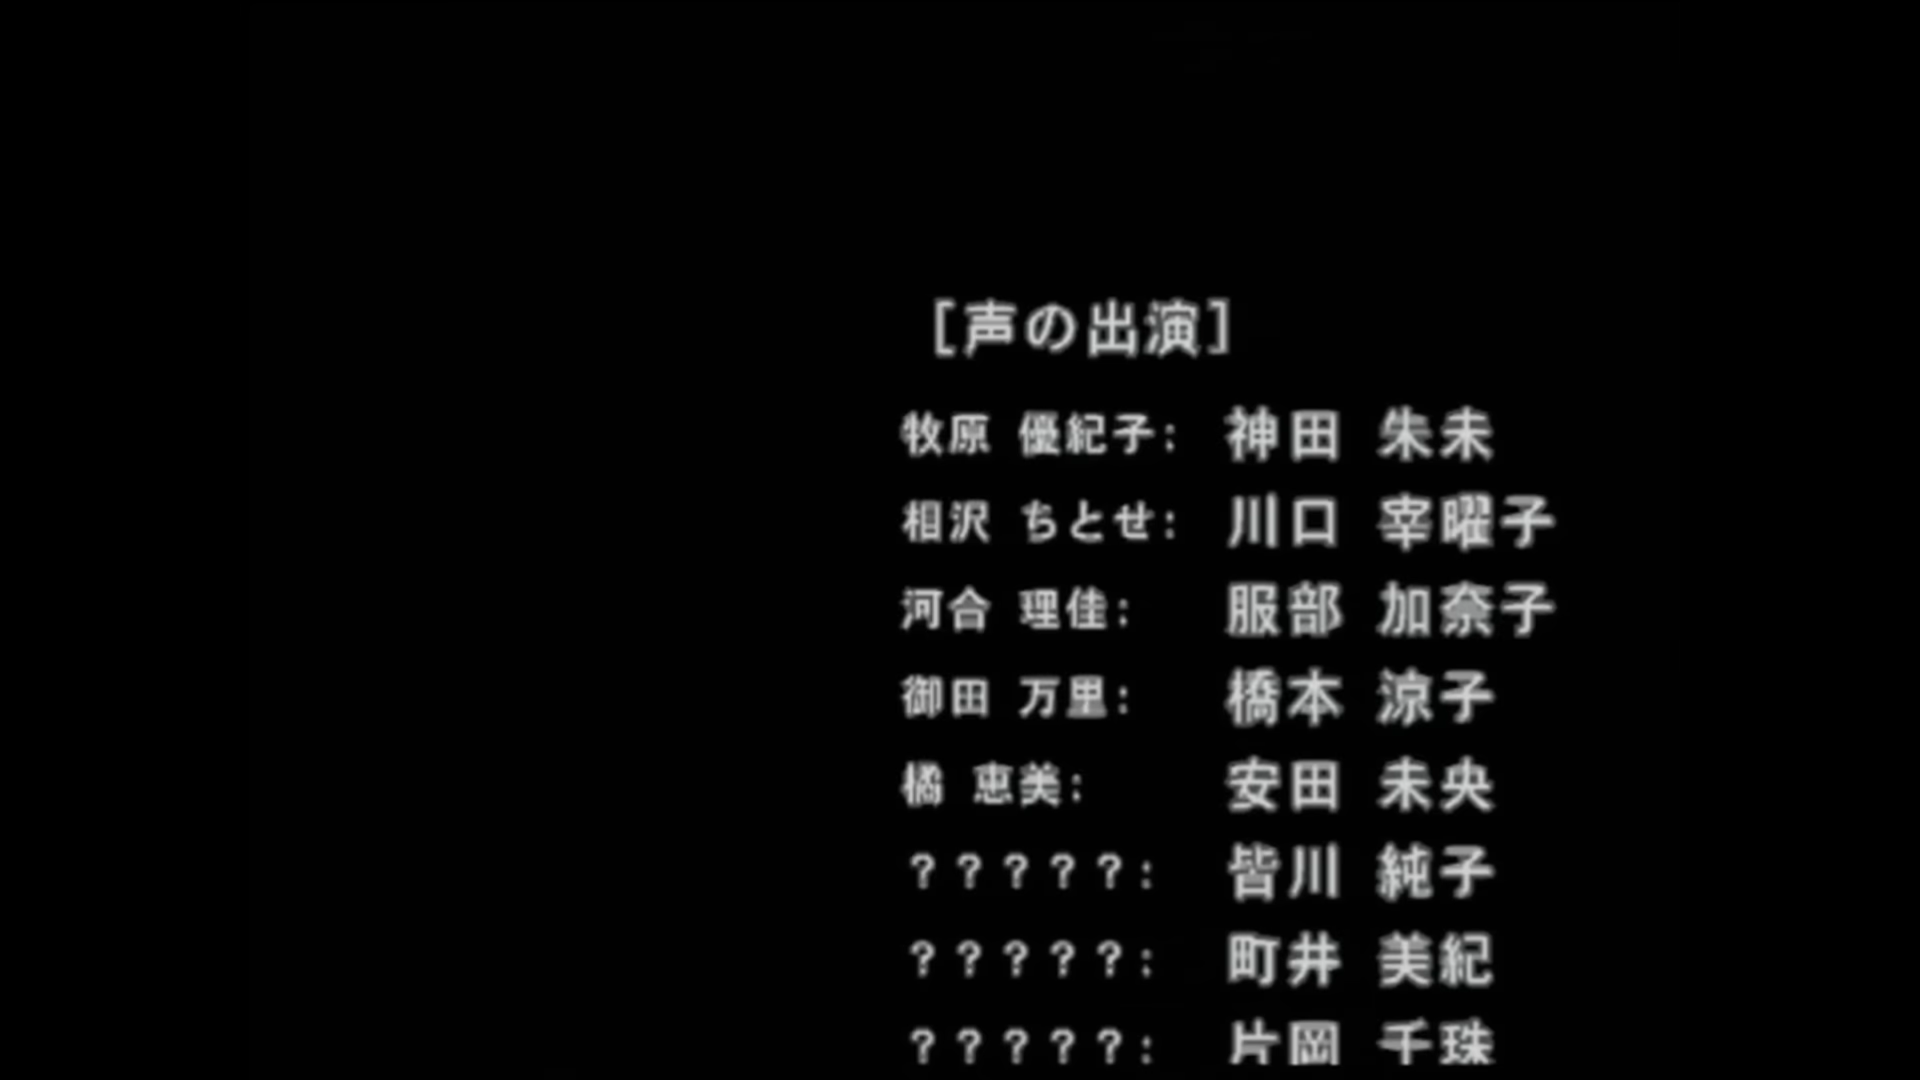 [声の出演]
牧原 優紀子: 神田 朱未
相沢 ちとせ: 川口 宰曜子
河合 理佳: 服部 加奈子
御田 万里: 橋本 涼子
橘 恵美: 安田 未央
?????: 皆川 純子
?????: 町井 美紀
?????: 片岡 千珠